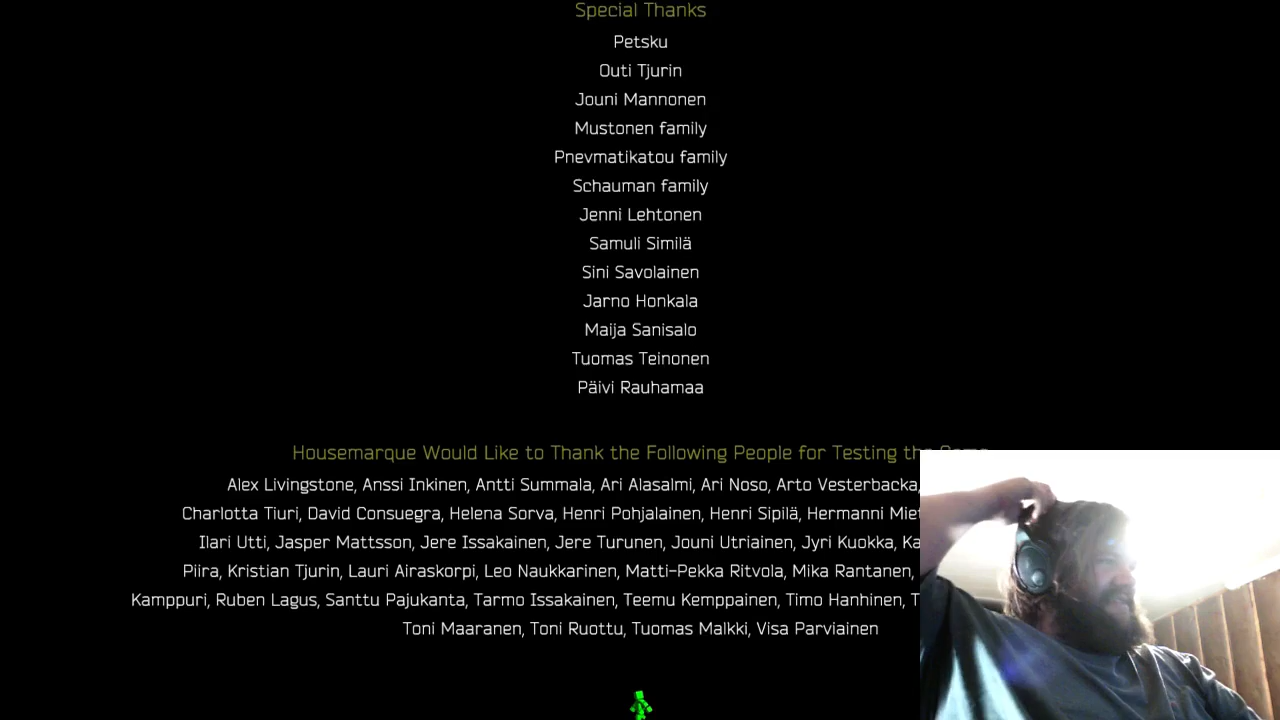 Special Thanks
Petsku
Outi Tjurin
Jouni Mannonen
Mustonen family
Pnevmatikatou family
Schauman family
Jenni Lehtonen
Samuli Similä
Sini Savolainen
Jarno Honkala
Maija Sanisalo
Tuomas Teinonen
Päivi Rauhamaa
Housemarque Would Like to Thank the Following People for Testing the Game
Alex Livingstone, Anssi Inkinen, Antti Summala, Ari Alasalmi, Ari Noso, Arto Vesterbacka,
Charlotta Tiuri, David Consuegra, Helena Sorva, Henri Pohjalainen, Henri Sipilä, Hermanni
Ilari Utti, Jasper Mattsson, Jere Issakainen, Jere Turunen, Jouni Utriainen, Jyri Kuokka,
Piira, Kristian Tjurin, Lauri Airaskorpi, Leo Naukkarinen, Matti-Pekka Ritvola, Mika Rantanen,
Kamppuri, Ruben Lagus, Santtu Pajukanta, Tarmo Issakainen, Teemu Kemppainen, Timo Hanhinen,
Toni Maaranen, Toni Ruottu, Tuomas Malkki, Visa Parviainen